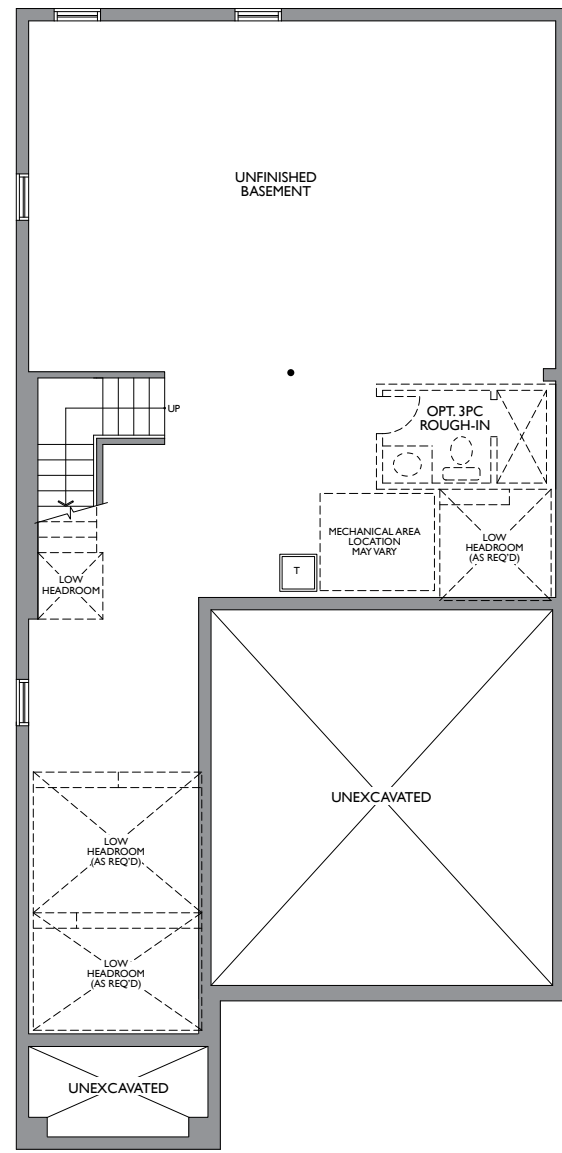 UNFINISHED
BASEMENT
UP
OPT. 3PC
ROUGH-IN
MECHANICAL AREA
LOCATION
MAY VARY
LOW
HEADROOM
(AS REQ'D)
T
LOW
HEADROOM
UNEXCAVATED
LOW
HEADROOM
(AS REQ'D)
LOW
HEADROOM
(AS REQ'D)
UNEXCAVATED